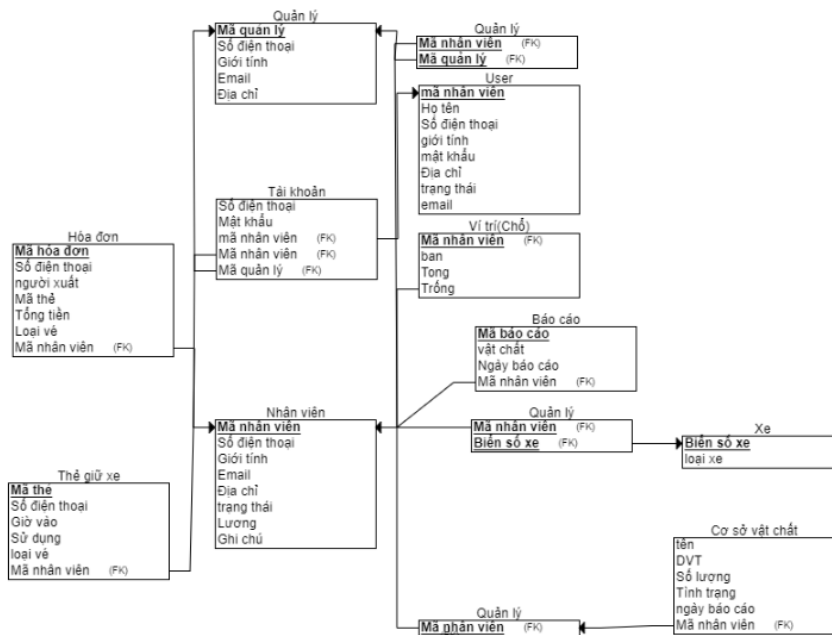 Quản lý
Mã quản lý
Số điện thoại
Giới tính
Email
Địa chỉ
Quản lý
Mã nhân viên (FK)
Mã quản lý (FK)
User
mã nhân viên
Họ tên
Số điện thoại
giới tính
mật khẩu
Địa chỉ
trạng thái
email
Tài khoản
Số điện thoại
Mật khẩu
mã nhân viên (FK)
Mã nhân viên (FK)
Mã quản lý (FK)
Ví trí(Chổ)
Mã nhân viên (FK)
ban
Tong
Trống
Hóa đơn
Mã hóa đơn
Số điện thoại
người xuất
Mã thẻ
Tổng tiền
Loại vé
Mã nhân viên (FK)
Báo cáo
Mã báo cáo
vật chất
Ngày báo cáo
Mã nhân viên (FK)
Nhân viên
Mã nhân viên
Số điện thoại
Giới tính
Email
Địa chỉ
trạng thái
Lương
Ghi chú
Quản lý
Mã nhân viên (FK)
Biển số xe (FK)
Xe
Biển số xe
loại xe
Thẻ giữ xe
Mã thẻ
Số điện thoại
Giờ vào
Sử dụng
loại vé
Mã nhân viên (FK)
Cơ sở vật chất
tên
DVT
Số lượng
Tình trạng
ngày báo cáo
Mã nhân viên (FK)
Quản lý
Mã nhân viên (FK)